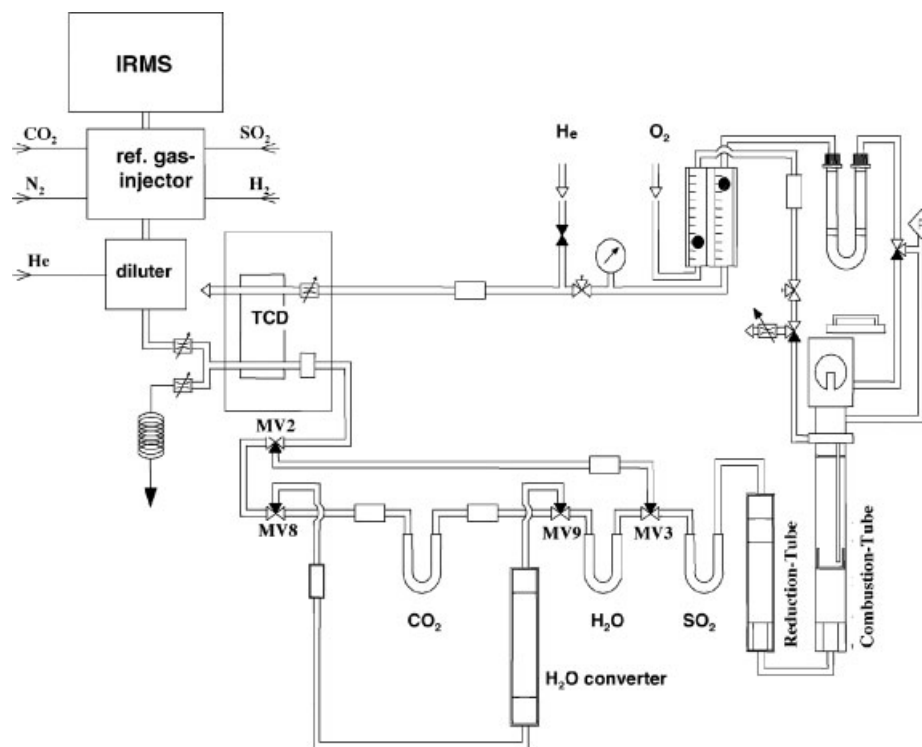 IRMS
CO₂
SO₂
ref. gas-
injector
N₂
H₂
He
diluter
TCD
He
O₂
MV2
MV8
MV9
MV3
CO₂
H₂O
SO₂
H₂O converter
Reduction-Tube
Combustion-Tube